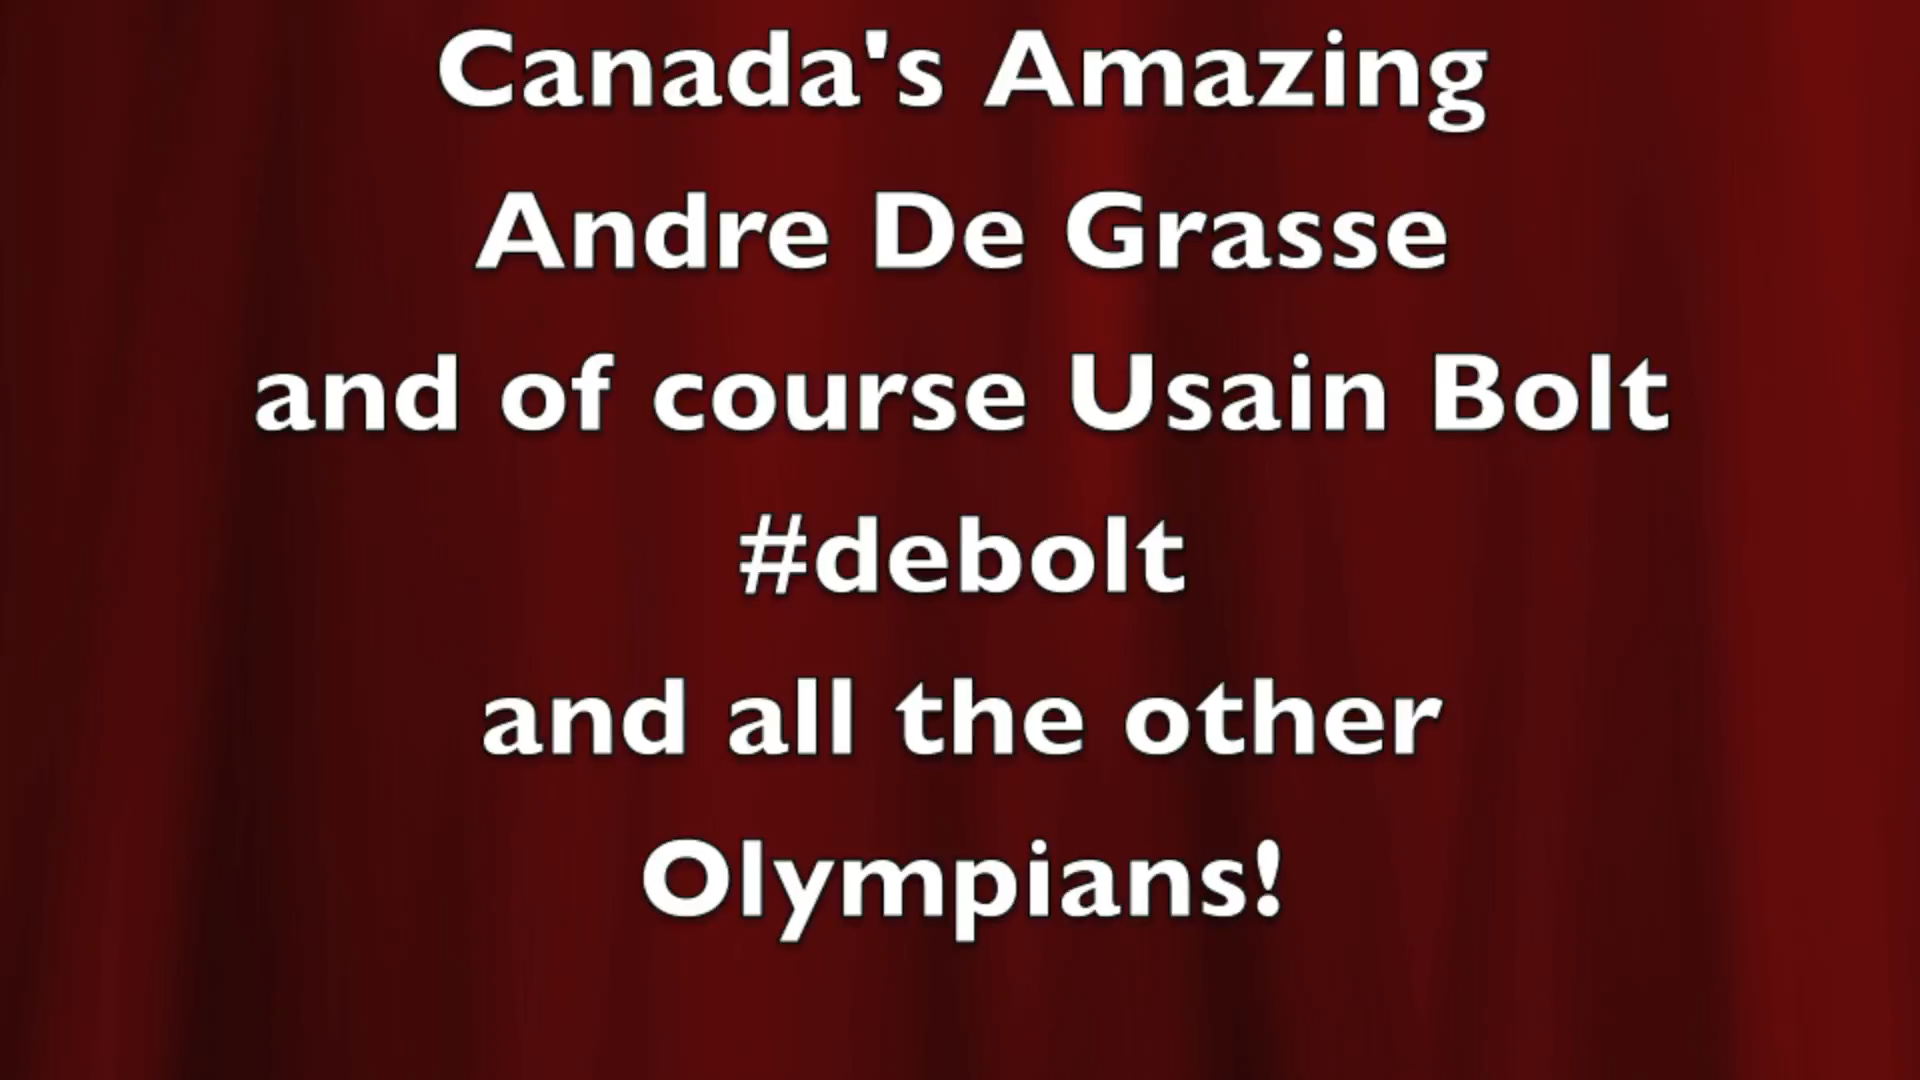 Canada's Amazing
Andre De Grasse
and of course Usain Bolt
#debolt
and all the other
Olympians!